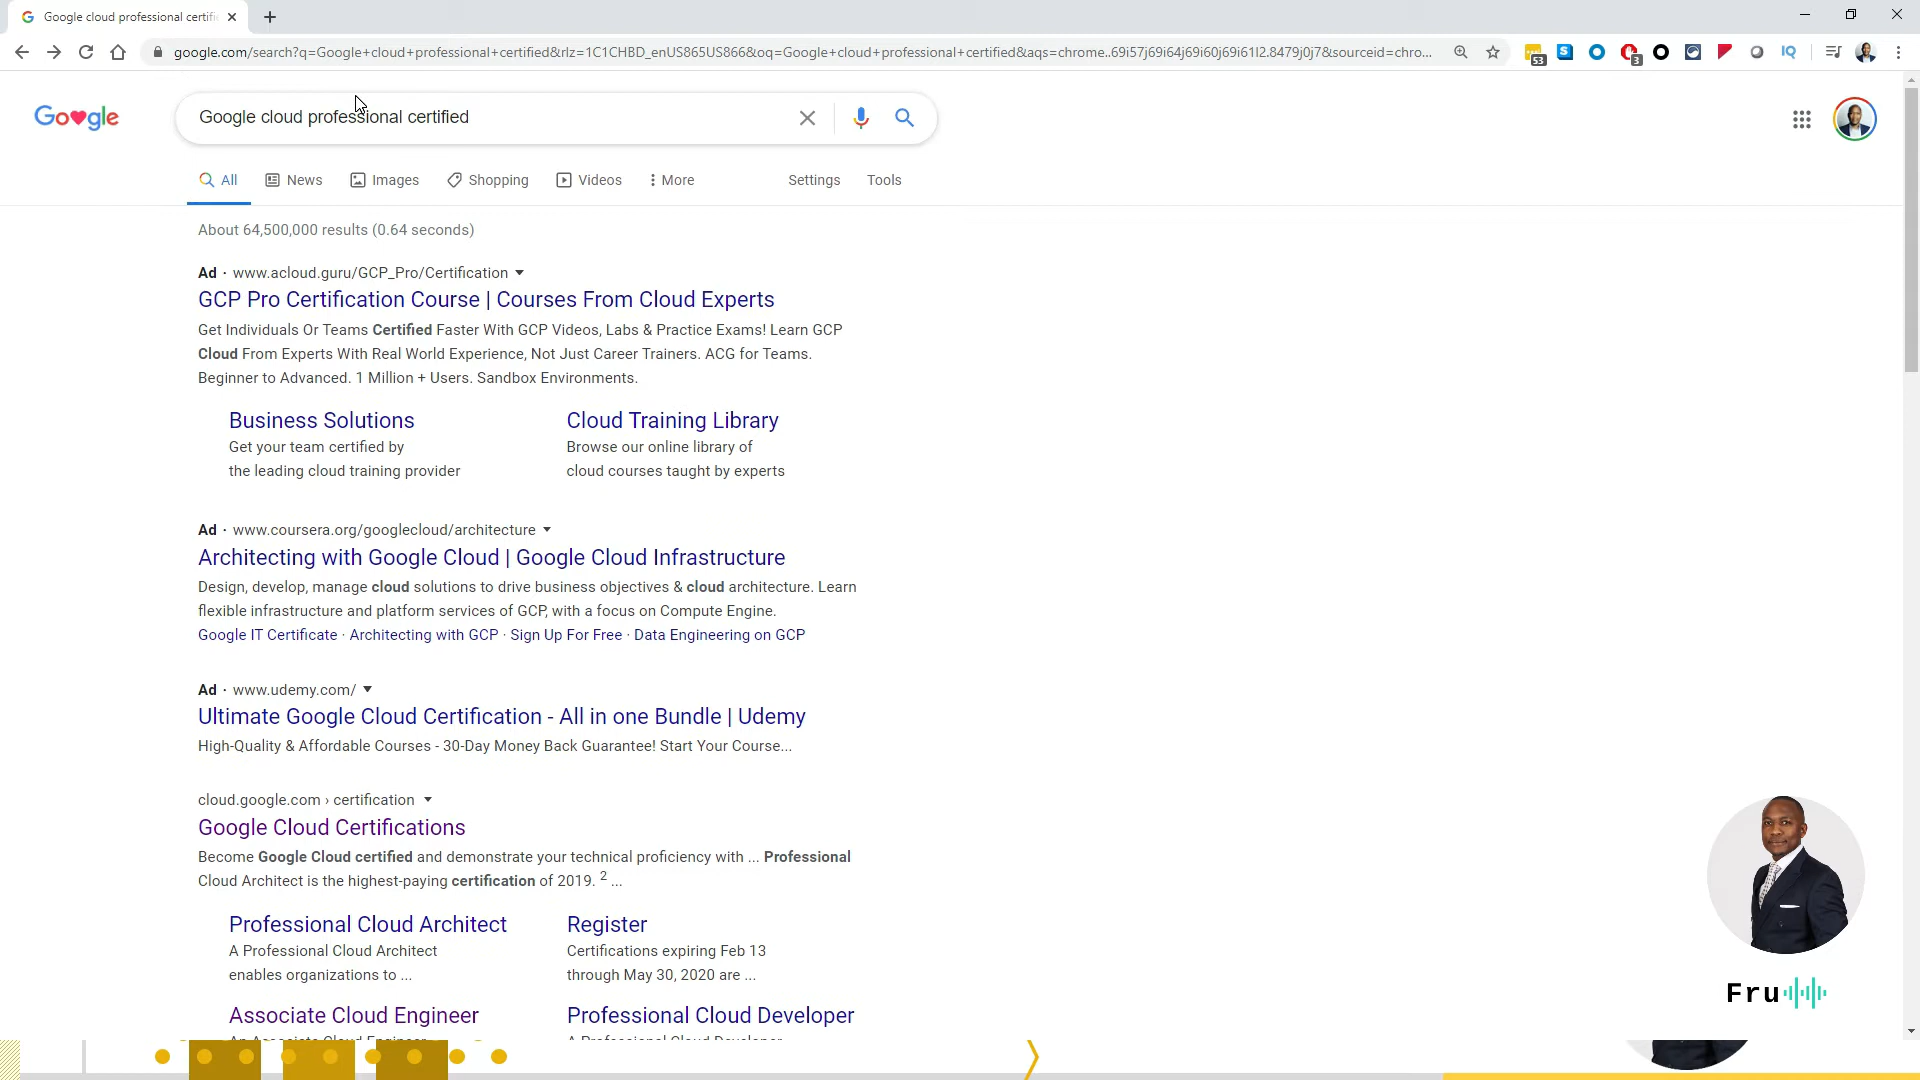 Google cloud professional certifi
google.com/search?q=Google+cloud+professional+certified&rlz=1C1CHBD_enUS865US866&oq=Google+cloud+professional+certified&aqs=chrome..69i57j69i64j69i60j69i61l2.8479j0j7&sourceid=chro...
53
S
3
IQ
Google
Google cloud professional certified
All
News
Images
Shopping
Videos
More
Settings
Tools
About 64,500,000 results (0.64 seconds)
Ad · www.acloud.guru/GCP_Pro/Certification
GCP Pro Certification Course | Courses From Cloud Experts
Get Individuals Or Teams Certified Faster With GCP Videos, Labs & Practice Exams! Learn GCP
Cloud From Experts With Real World Experience, Not Just Career Trainers. ACG for Teams.
Beginner to Advanced. 1 Million + Users. Sandbox Environments.
Business Solutions
Get your team certified by
the leading cloud training provider
Cloud Training Library
Browse our online library of
cloud courses taught by experts
Ad · www.coursera.org/googlecloud/architecture
Architecting with Google Cloud | Google Cloud Infrastructure
Design, develop, manage cloud solutions to drive business objectives & cloud architecture. Learn
flexible infrastructure and platform services of GCP, with a focus on Compute Engine.
Google IT Certificate · Architecting with GCP · Sign Up For Free · Data Engineering on GCP
Ad · www.udemy.com/
Ultimate Google Cloud Certification - All in one Bundle | Udemy
High-Quality & Affordable Courses - 30-Day Money Back Guarantee! Start Your Course...
cloud.google.com › certification
Google Cloud Certifications
Become Google Cloud certified and demonstrate your technical proficiency with ... Professional
Cloud Architect is the highest-paying certification of 2019. 2 ...
Professional Cloud Architect
A Professional Cloud Architect
enables organizations to ...
Register
Certifications expiring Feb 13
through May 30, 2020 are ...
Associate Cloud Engineer
An Associate Cloud Engineer
Professional Cloud Developer
A Professional Cloud Developer
Fru